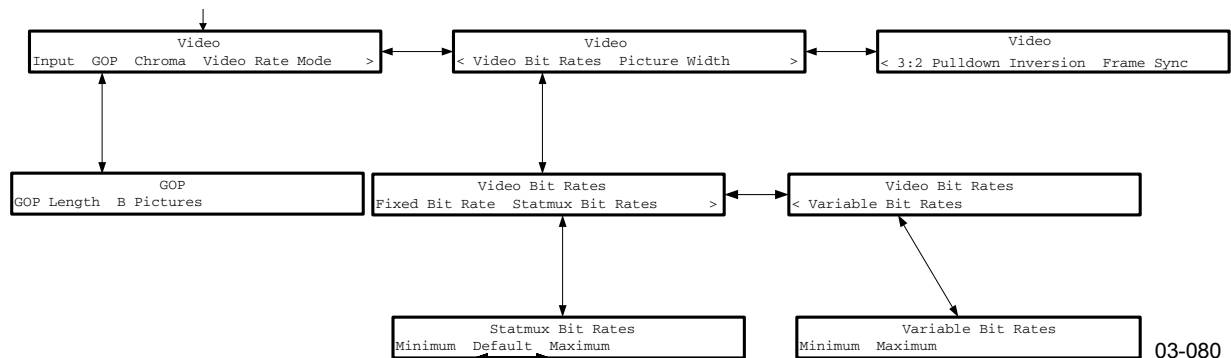 Video
Input GOP Chroma Video Rate Mode >
Video
< Video Bit Rates Picture Width >
Video
< 3:2 Pulldown Inversion Frame Sync
GOP
GOP Length B Pictures
Video Bit Rates
Fixed Bit Rate Statmux Bit Rates >
Video Bit Rates
< Variable Bit Rates
Statmux Bit Rates
Minimum Default Maximum
Variable Bit Rates
Minimum Maximum
03-080